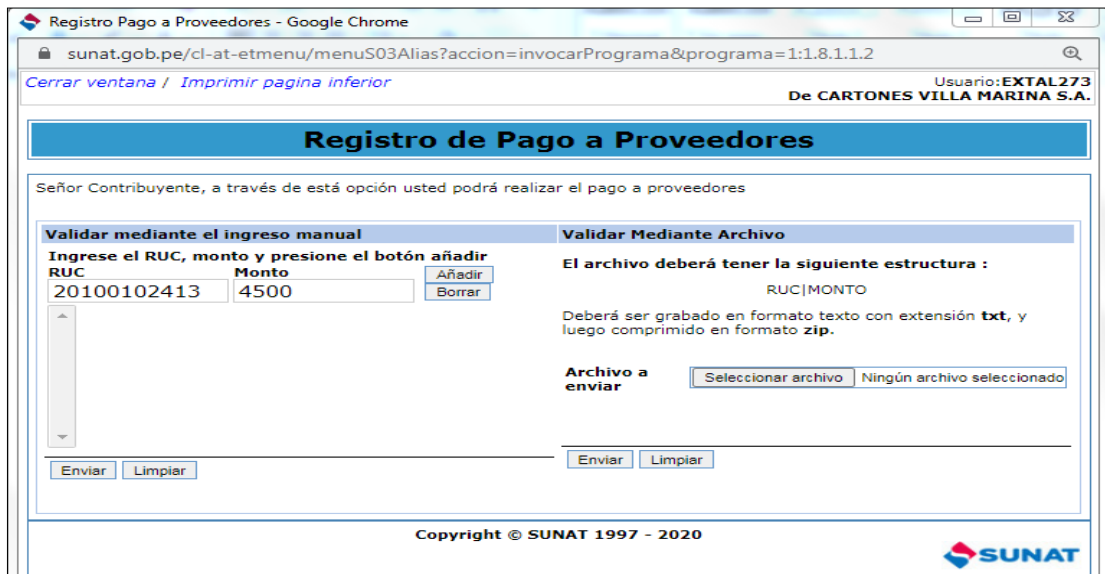 Registro Pago a Proveedores - Google Chrome
sunat.gob.pe/cl-at-etmenu/menuS03Alias?accion=invocarPrograma&programa=1:1.8.1.1.2
Cerrar ventana / Imprimir pagina inferior
Usuario:EXTAL273
De CARTONES VILLA MARINA S.A.
Registro de Pago a Proveedores
Señor Contribuyente, a través de está opción usted podrá realizar el pago a proveedores
Validar mediante el ingreso manual
Ingrese el RUC, monto y presione el botón añadir
RUC Monto Añadir
20100102413 4500 Borrar
Enviar Limpiar
Validar Mediante Archivo
El archivo deberá tener la siguiente estructura :
RUC|MONTO
Deberá ser grabado en formato texto con extensión txt, y
luego comprimido en formato zip.
Archivo a
enviar
Seleccionar archivo Ningún archivo seleccionado
Enviar Limpiar
Copyright © SUNAT 1997 - 2020
SUNAT